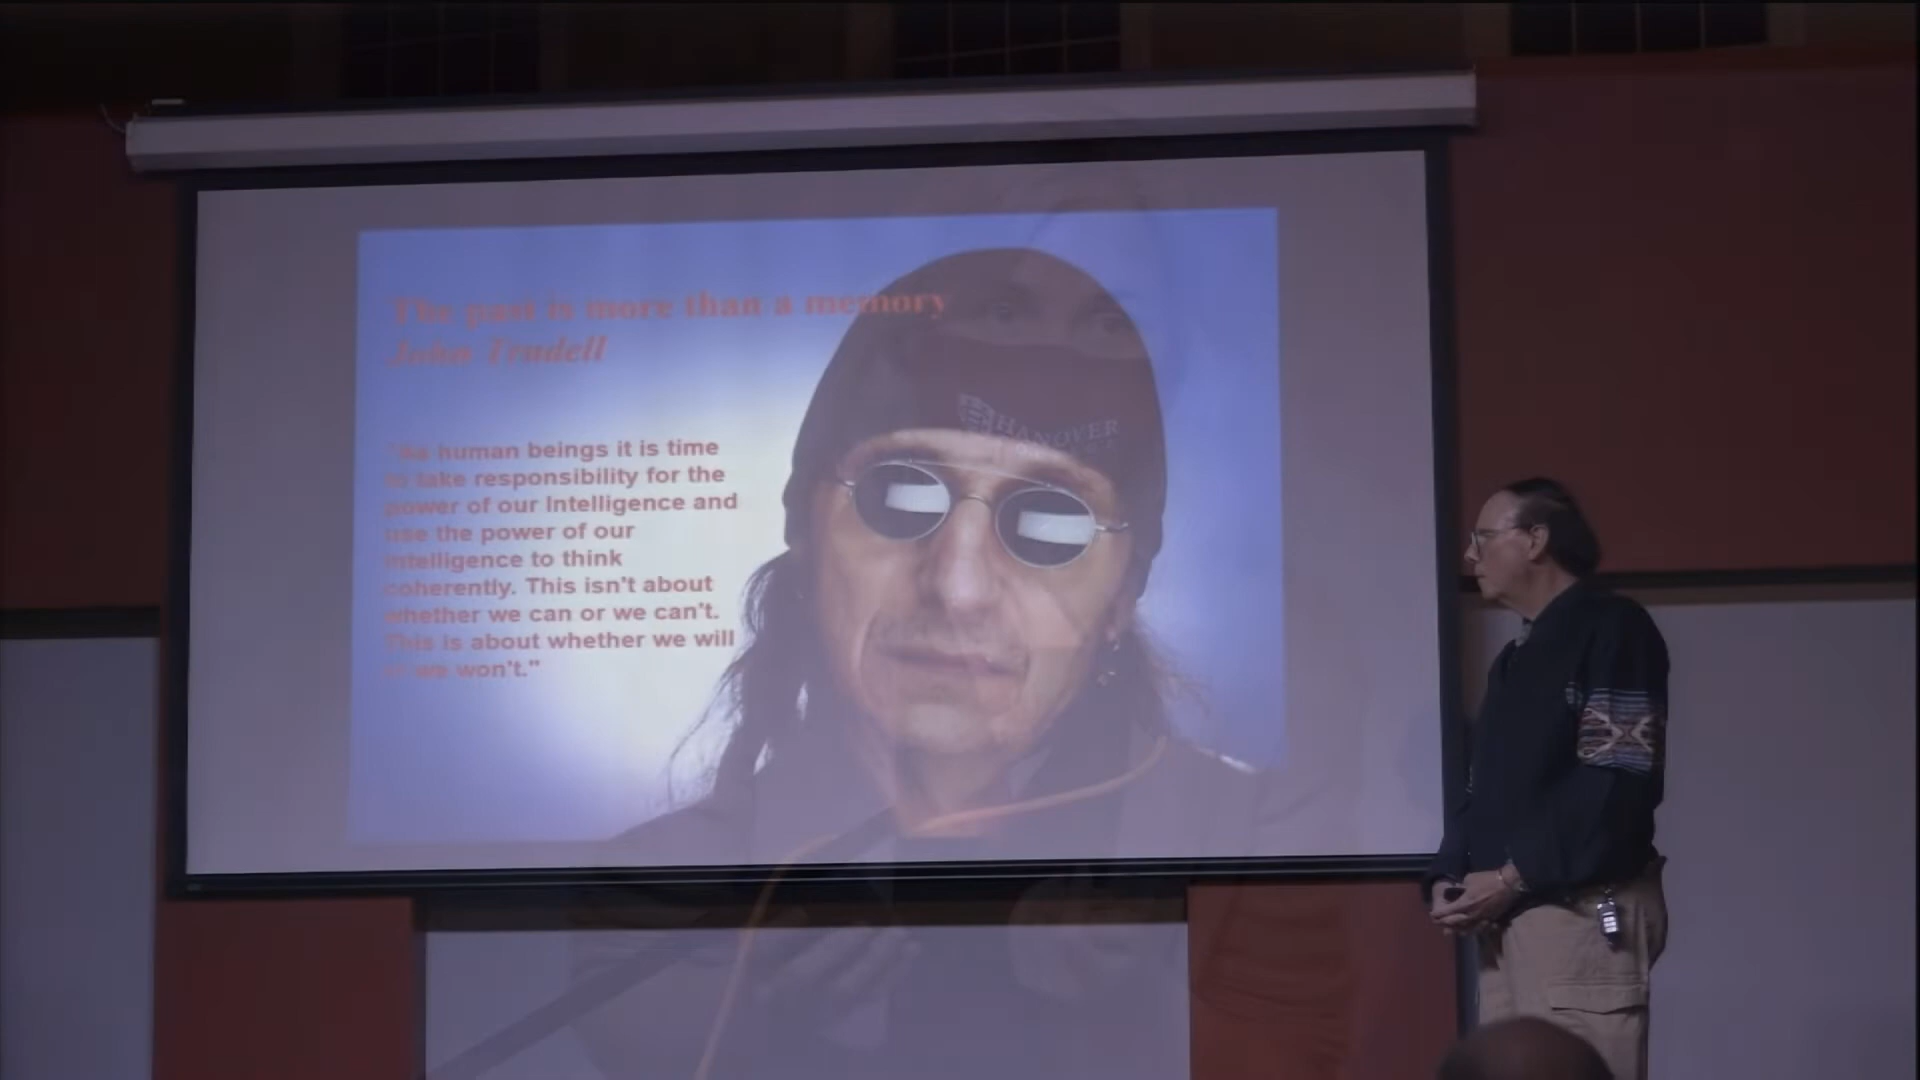 The past is more than a memory
John Trudell
"As human beings it is time
to take responsibility for the
power of our Intelligence and
use the power of our
intelligence to think
coherently. This isn't about
whether we can or we can't.
This is about whether we will
or we won't."
HANOVER